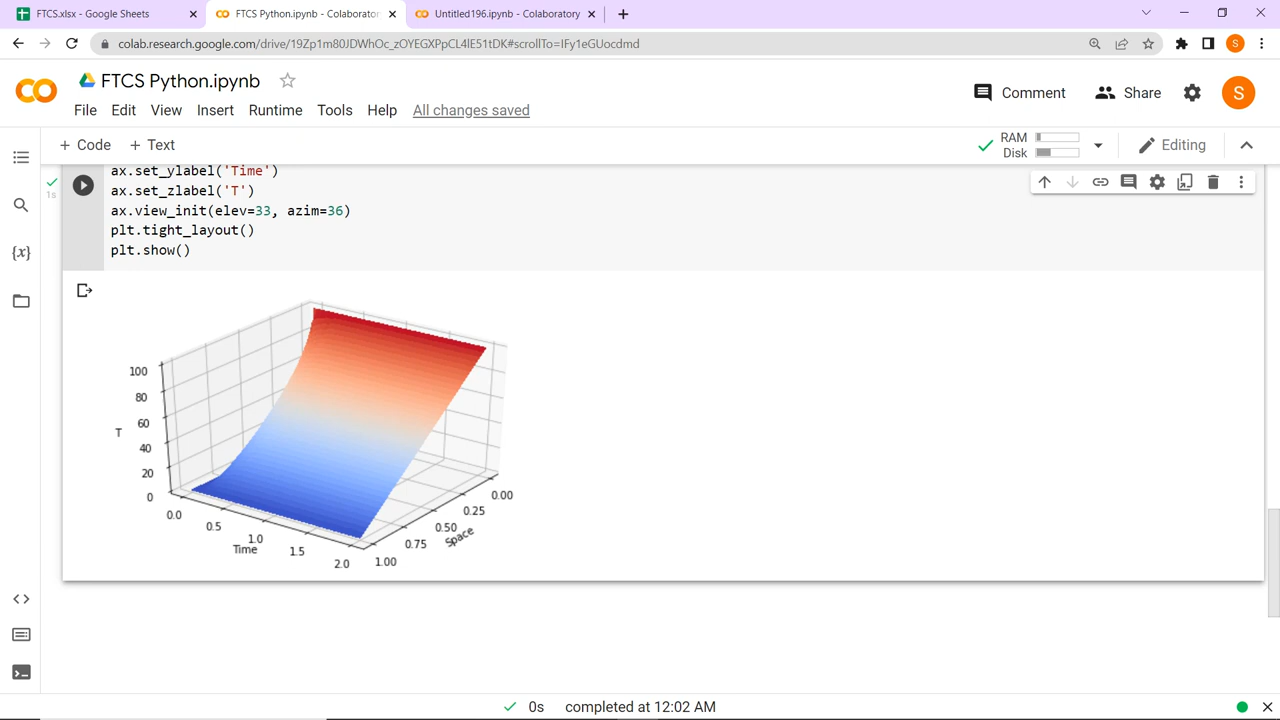 FTCS.xlsx - Google Sheets
FTCS Python.ipynb - Colaborator
Untitled196.ipynb - Colaboratory
colab.research.google.com/drive/19Zp1m80JDWhOc_zOYEGXPpCL4lE51tDK#scrollTo=IFy1eGUocdmd
S
CO
FTCS Python.ipynb
Comment
Share
S
File Edit View Insert Runtime Tools Help All changes saved
+ Code + Text
RAM
Disk
Editing
1s
ax.set_ylabel('Time')
ax.set_zlabel('T')
ax.view_init(elev=33, azim=36)
plt.tight_layout()
plt.show()
{x}
100
80
60
40
20
0
T
0.0
0.5
1.0
1.5
2.0
Time
0.00
0.25
0.50
0.75
1.00
Space
0s completed at 12:02 AM